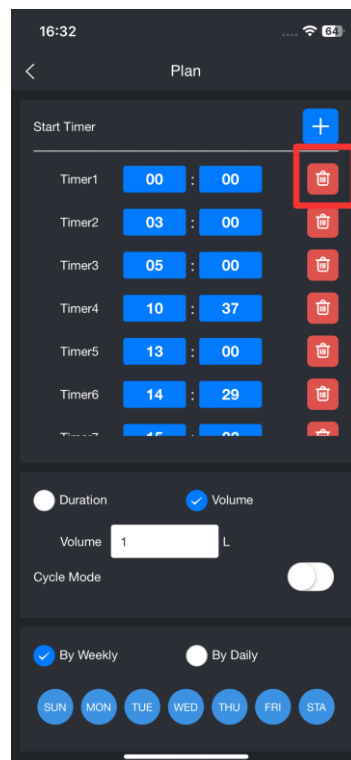 16:32
64
Plan
Start Timer
Timer1 00 : 00
Timer2 03 : 00
Timer3 05 : 00
Timer4 10 : 37
Timer5 13 : 00
Timer6 14 : 29
Duration Volume
Volume 1 L
Cycle Mode
By Weekly By Daily
SUN MON TUE WED THU FRI STA